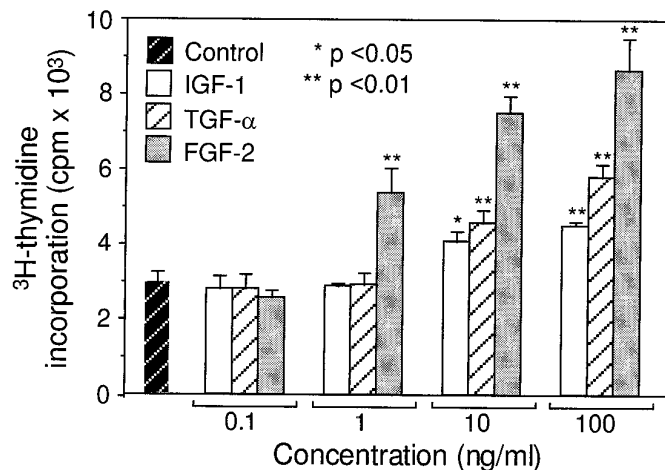 10
8
6
4
2
0
³H-thymidine
incorporation (cpm x 10³)
Control
IGF-1
TGF-α
FGF-2
* p <0.05
** p <0.01
**
* **
**
**
**
**
0.1 1 10 100
Concentration (ng/ml)